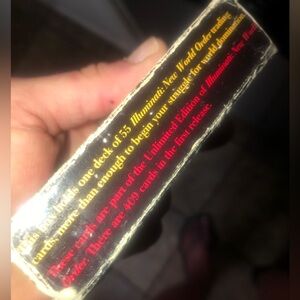 holds one deck of 55 Illuminati: New World Order trading
cards, more than enough to begin your struggle for world domination.
These cards are part of the Unlimited Edition of Illuminati: New World
Order. There are 409 cards in the first release.